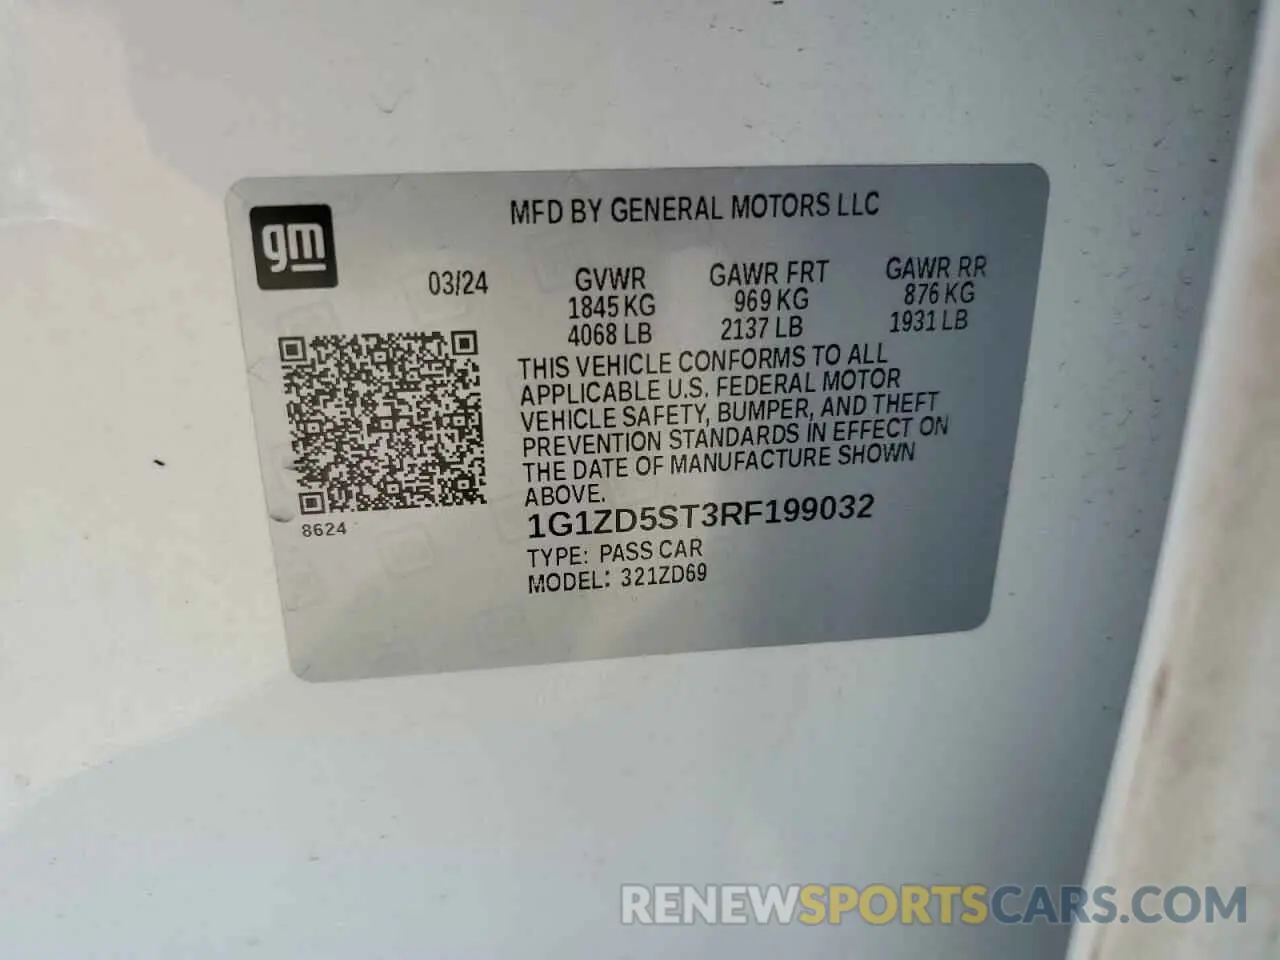 gm
MFD BY GENERAL MOTORS LLC
03/24
GVWR
1845 KG
4068 LB
GAWR FRT
969 KG
2137 LB
GAWR RR
876 KG
1931 LB
THIS VEHICLE CONFORMS TO ALL
APPLICABLE U.S. FEDERAL MOTOR
VEHICLE SAFETY, BUMPER, AND THEFT
PREVENTION STANDARDS IN EFFECT ON
THE DATE OF MANUFACTURE SHOWN
ABOVE.
8624
1G1ZD5ST3RF199032
TYPE: PASS CAR
MODEL: 321ZD69
RENEWSPORTSCARS.COM